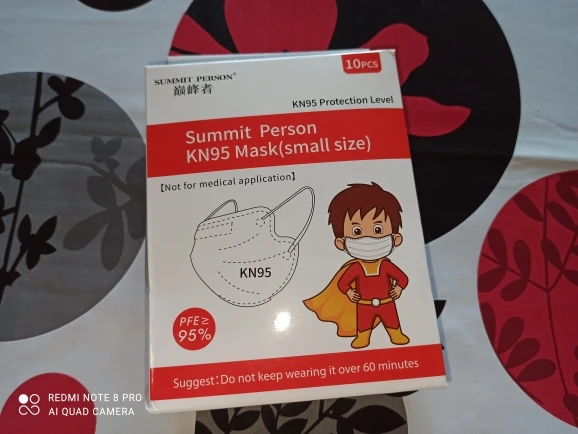 10PCS
SUMMIT PERSON®
巅峰者
KN95 Protection Level
Summit Person
KN95 Mask(small size)
【Not for medical application】
KN95
PFE≥
95%
Suggest:Do not keep wearing it over 60 minutes
REDMI NOTE 8 PRO
AI QUAD CAMERA